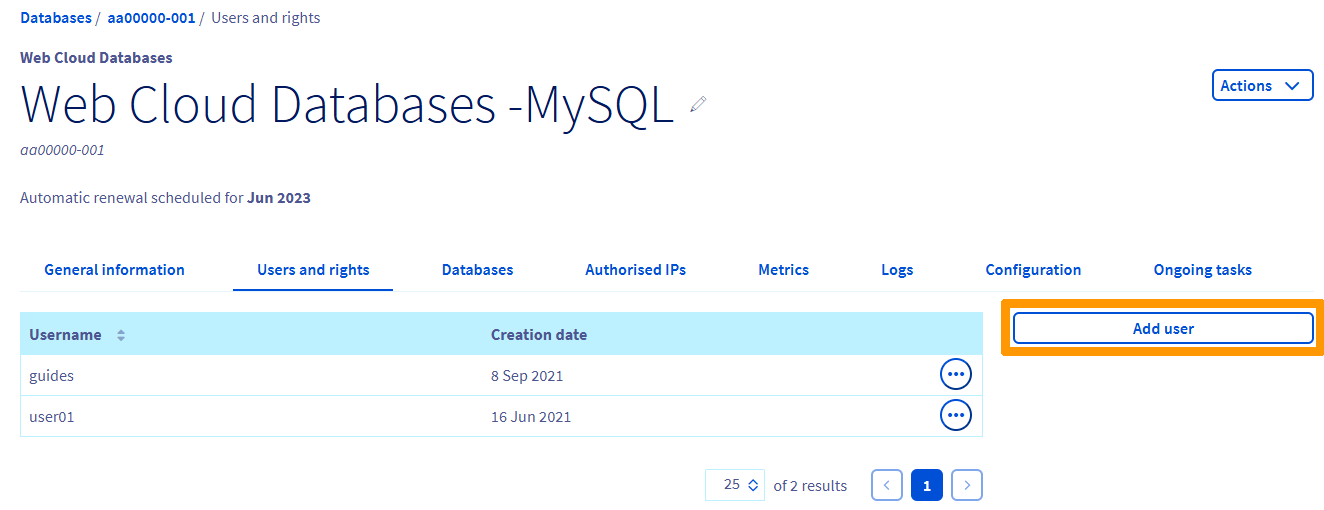 Databases / aa00000-001 / Users and rights
Web Cloud Databases
Web Cloud Databases -MySQL
Actions
aa00000-001
Automatic renewal scheduled for Jun 2023
General information Users and rights Databases Authorised IPs Metrics Logs Configuration Ongoing tasks
Username Creation date
Add user
guides 8 Sep 2021
user01 16 Jun 2021
25 of 2 results 1